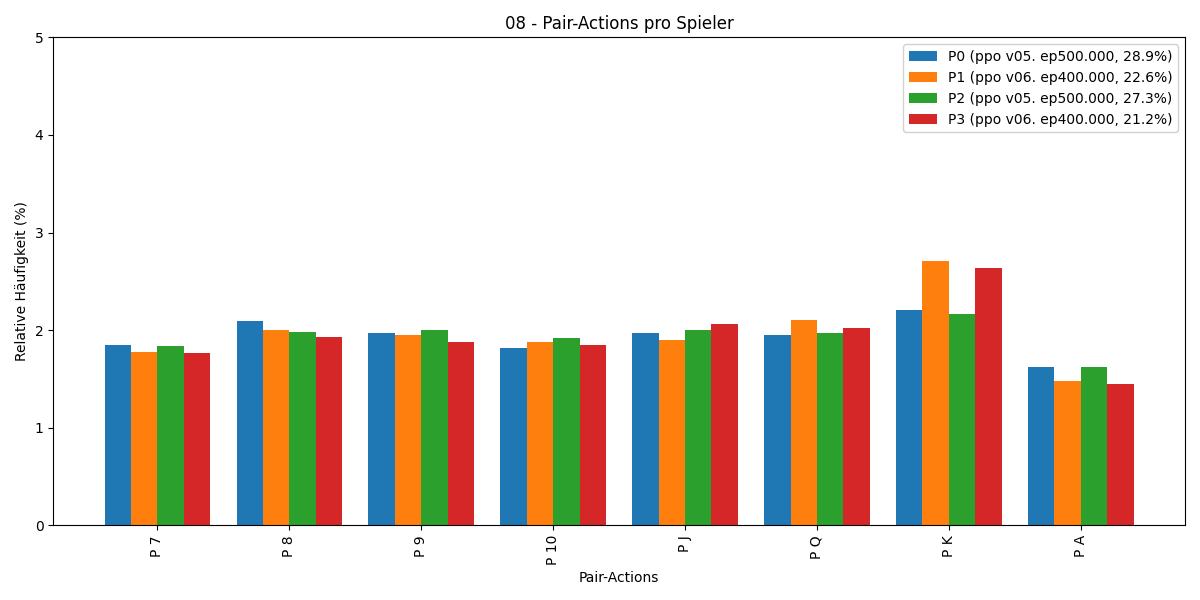 08 - Pair-Actions pro Spieler
P0 (ppo v05. ep500.000, 28.9%)
P1 (ppo v06. ep400.000, 22.6%)
P2 (ppo v05. ep500.000, 27.3%)
P3 (ppo v06. ep400.000, 21.2%)
Relative Häufigkeit (%)
5
4
3
2
1
0
P 7
P 8
P 9
P 10
P J
P Q
P K
P A
Pair-Actions